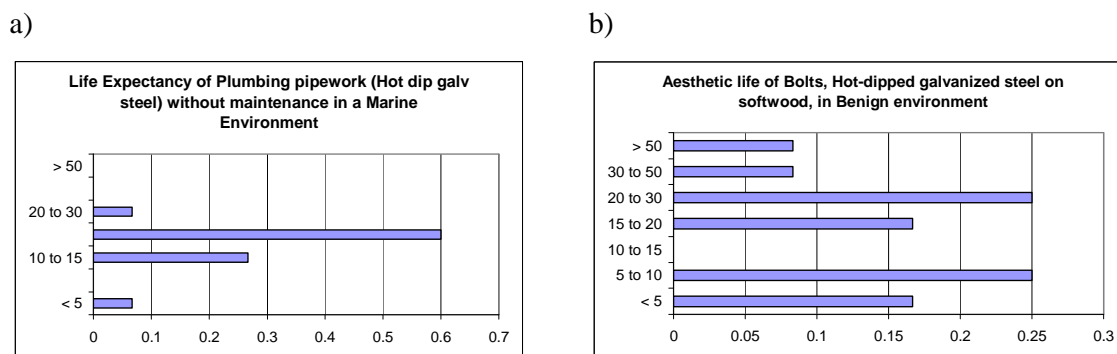 a)
b)
Life Expectancy of Plumbing pipework (Hot dip galv
steel) without maintenance in a Marine
Environment
> 50
20 to 30
10 to 15
< 5
0 0.1 0.2 0.3 0.4 0.5 0.6 0.7
Aesthetic life of Bolts, Hot-dipped galvanized steel on
softwood, in Benign environment
> 50
30 to 50
20 to 30
15 to 20
10 to 15
5 to 10
< 5
0 0.05 0.1 0.15 0.2 0.25 0.3